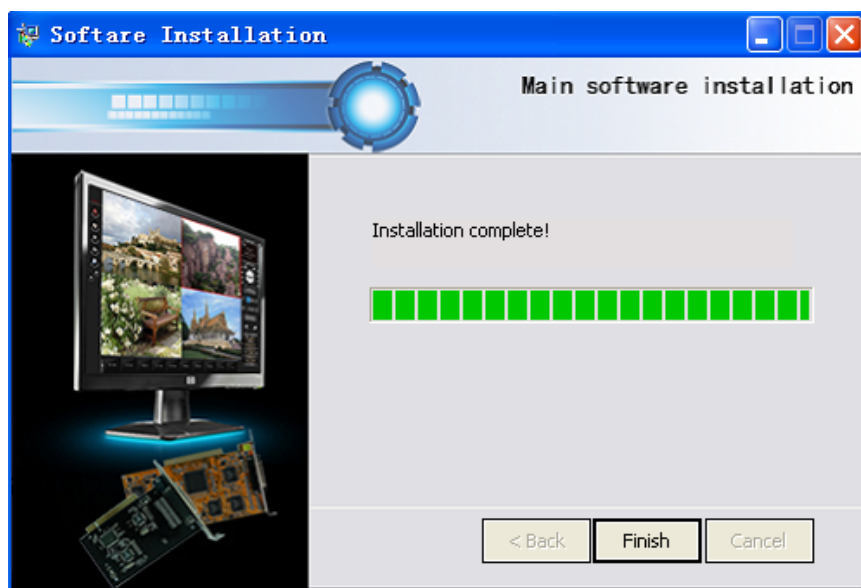 Softare Installation
Main software installation
Installation complete!
< Back
Finish
Cancel